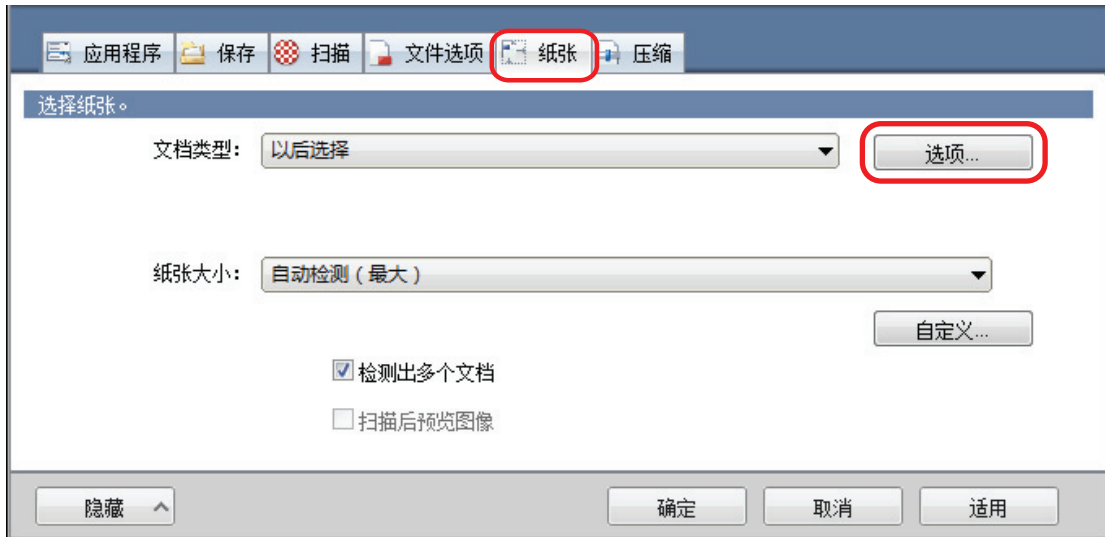 应用程序 保存 扫描 文件选项 纸张 压缩
选择纸张。
文档类型: 以后选择 选项...
纸张大小: 自动检测（最大）
自定义...
检测出多个文档
扫描后预览图像
隐藏 确定 取消 适用